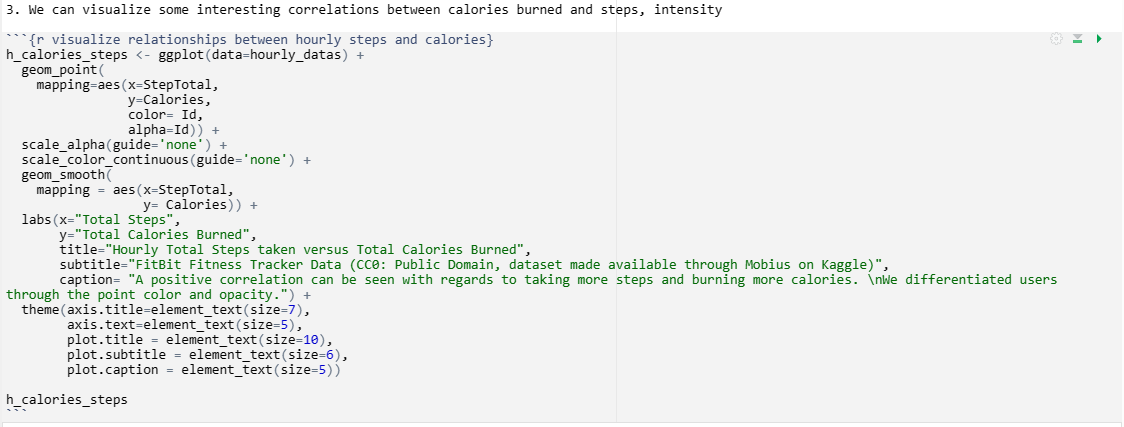 3. We can visualize some interesting correlations between calories burned and steps, intensity
```{r visualize relationships between hourly steps and calories}
h_calories_steps <- ggplot(data=hourly_datas) +
  geom_point(
    mapping=aes(x=StepTotal,
                y=Calories,
                color= Id,
                alpha=Id)) +
  scale_alpha(guide='none') +
  scale_color_continuous(guide='none') +
  geom_smooth(
    mapping = aes(x=StepTotal,
                  y= Calories)) +
  labs(x="Total Steps",
       y="Total Calories Burned",
       title="Hourly Total Steps taken versus Total Calories Burned",
       subtitle="FitBit Fitness Tracker Data (CC0: Public Domain, dataset made available through Mobius on Kaggle)",
       caption= "A positive correlation can be seen with regards to taking more steps and burning more calories. \nWe differentiated users
through the point color and opacity.") +
  theme(axis.title=element_text(size=7),
        axis.text=element_text(size=5),
        plot.title = element_text(size=10),
        plot.subtitle = element_text(size=6),
        plot.caption = element_text(size=5))

h_calories_steps
```